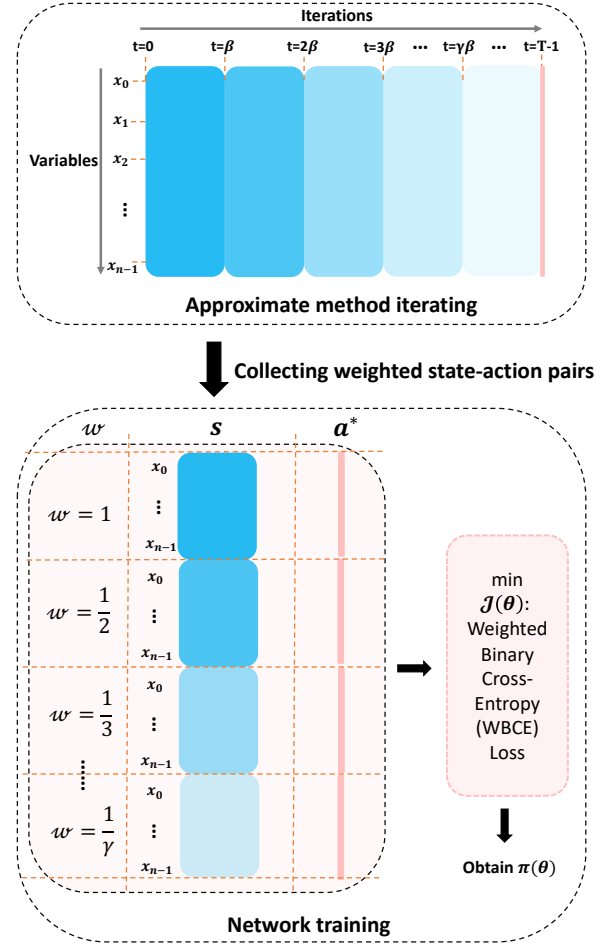 Iterations
t=0 t=β t=2β t=3β ... t=γβ ... t=T-1
x₀
x₁
Variables
x₂
⋮
xₙ₋₁
Approximate method iterating
Collecting weighted state-action pairs
w s a*
x₀
w = 1
⋮
xₙ₋₁
x₀
w = 1/2
⋮
xₙ₋₁
x₀
w = 1/3
⋮
xₙ₋₁
⋮
x₀
w = 1/γ
⋮
xₙ₋₁
min
𝒥(θ):
Weighted
Binary
Cross-
Entropy
(WBCE)
Loss
Obtain π(θ)
Network training